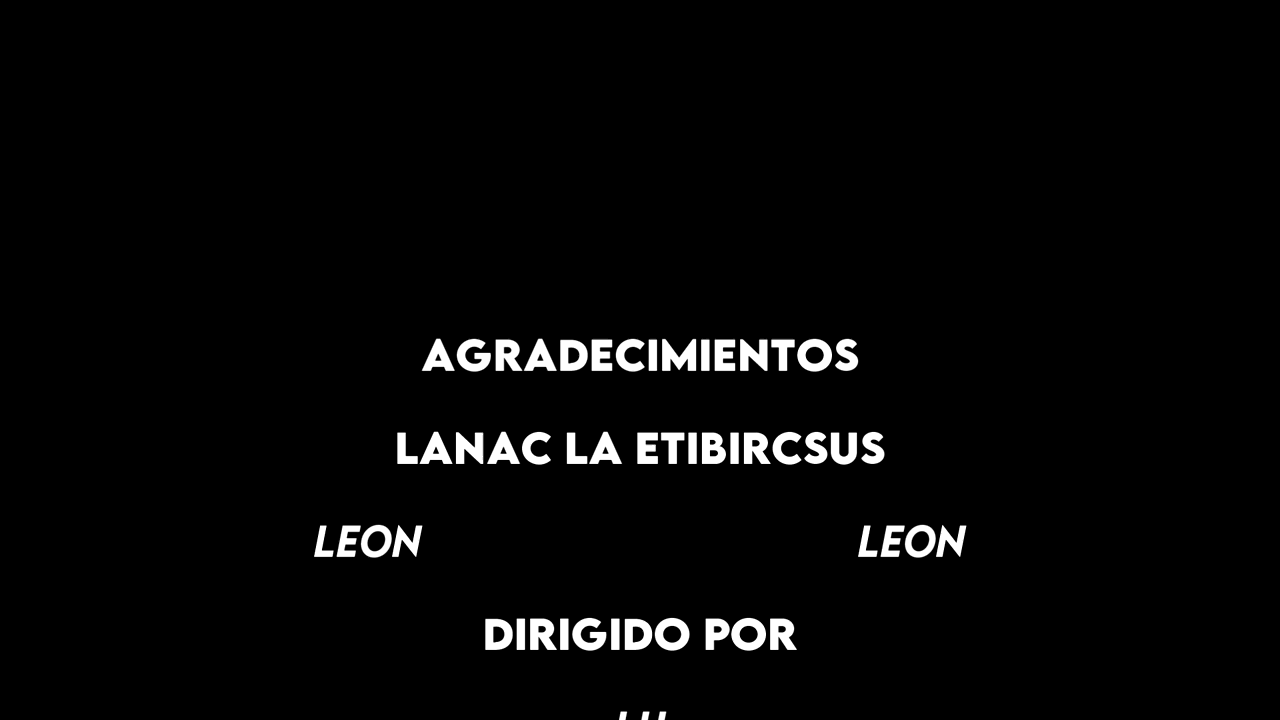 AGRADECIMIENTOS
LANAC LA ETIBIRCSUS
LEON LEON
DIRIGIDO POR